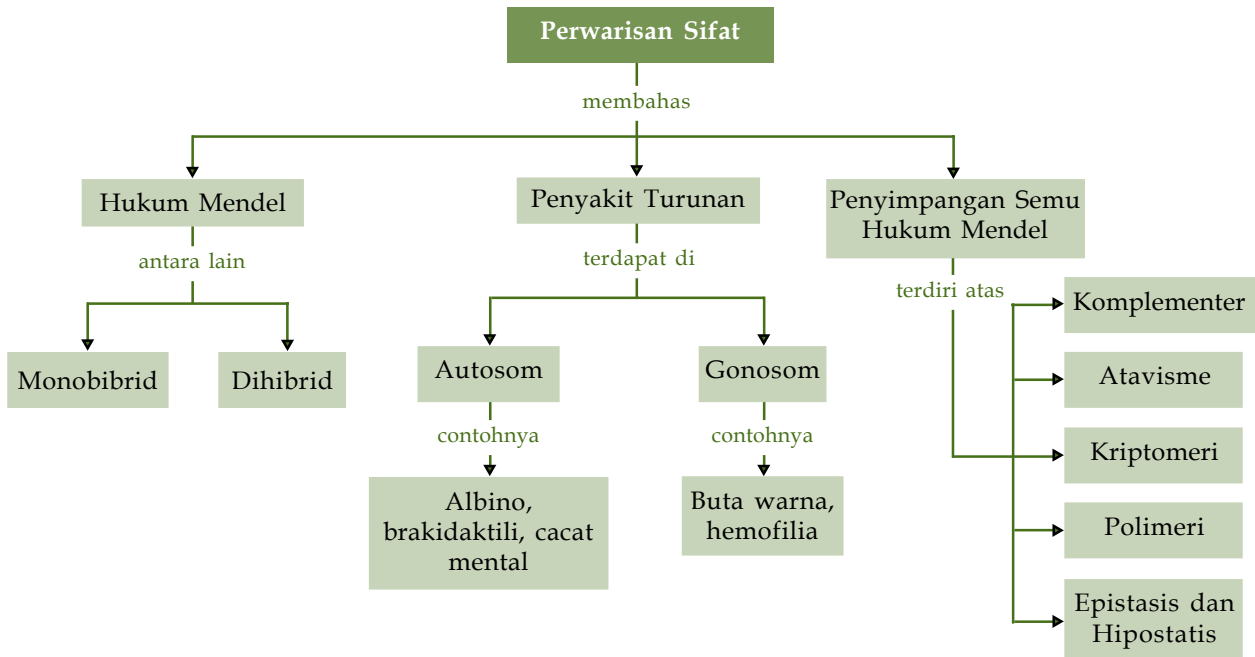 Perwarisan Sifat
membahas
Hukum Mendel
Penyakit Turunan
Penyimpangan Semu
Hukum Mendel
antara lain
terdapat di
terdiri atas
Monobibrid
Dihibrid
Autosom
Gonosom
contohnya
contohnya
Albino,
brakidaktili, cacat
mental
Buta warna,
hemofilia
Komplementer
Atavisme
Kriptomeri
Polimeri
Epistasis dan
Hipostatis